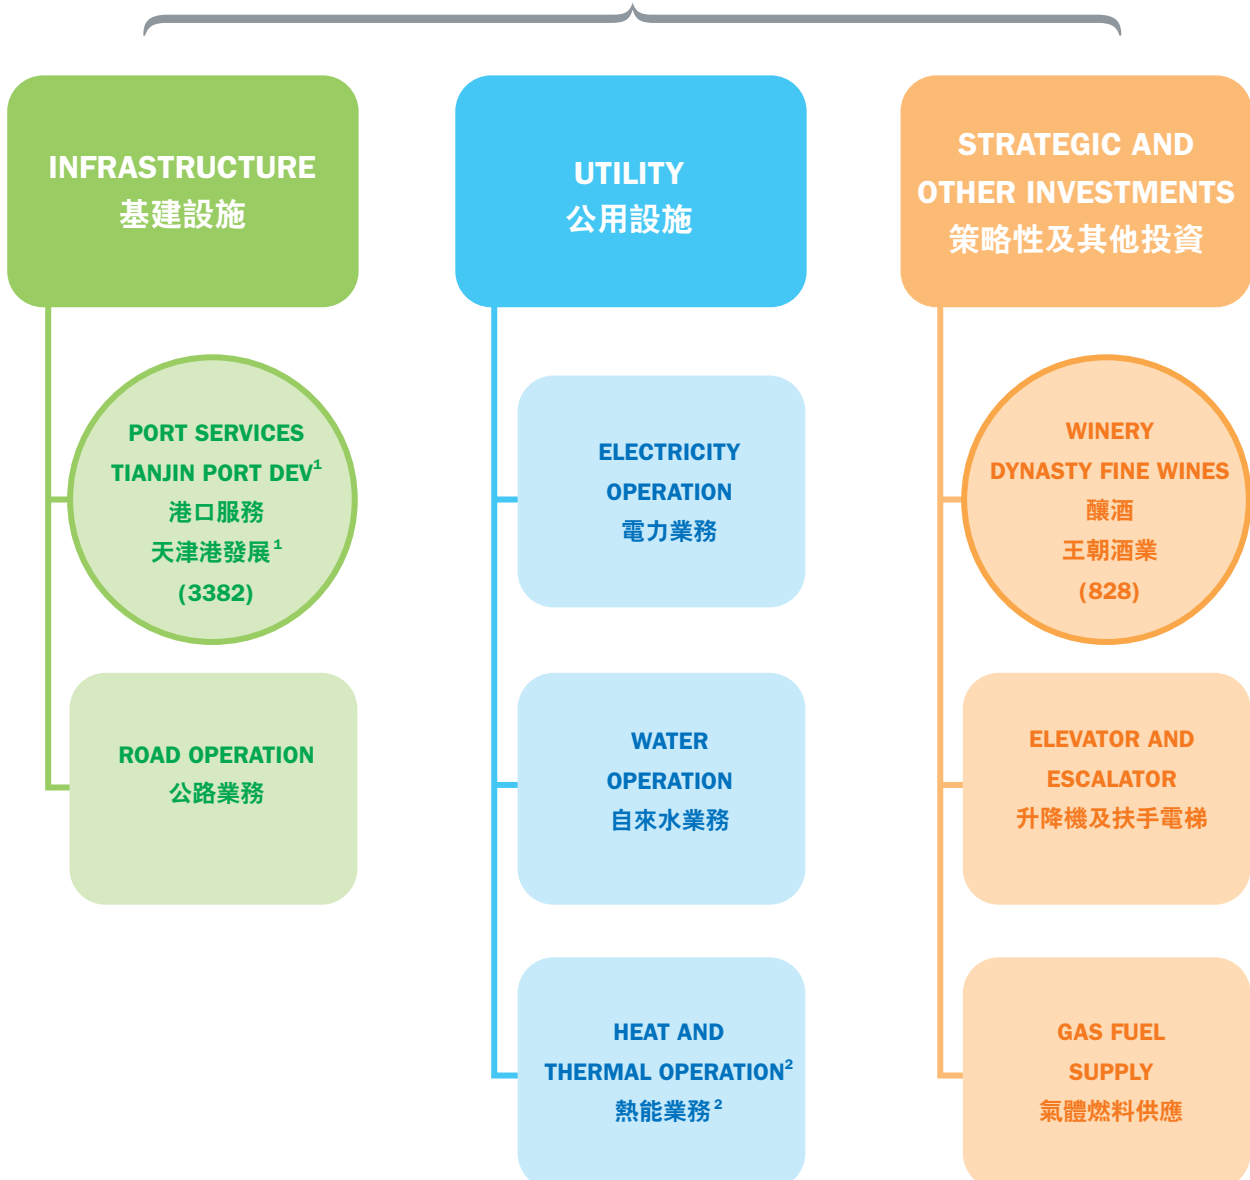 INFRASTRUCTURE
基建設施
PORT SERVICES
TIANJIN PORT DEV¹
港口服務
天津港發展¹
(3382)
ROAD OPERATION
公路業務
UTILITY
公用設施
ELECTRICITY
OPERATION
電力業務
WATER
OPERATION
自來水業務
HEAT AND
THERMAL OPERATION²
熱能業務²
STRATEGIC AND
OTHER INVESTMENTS
策略性及其他投資
WINERY
DYNASTY FINE WINES
釀酒
王朝酒業
(828)
ELEVATOR AND
ESCALATOR
升降機及扶手電梯
GAS FUEL
SUPPLY
氣體燃料供應